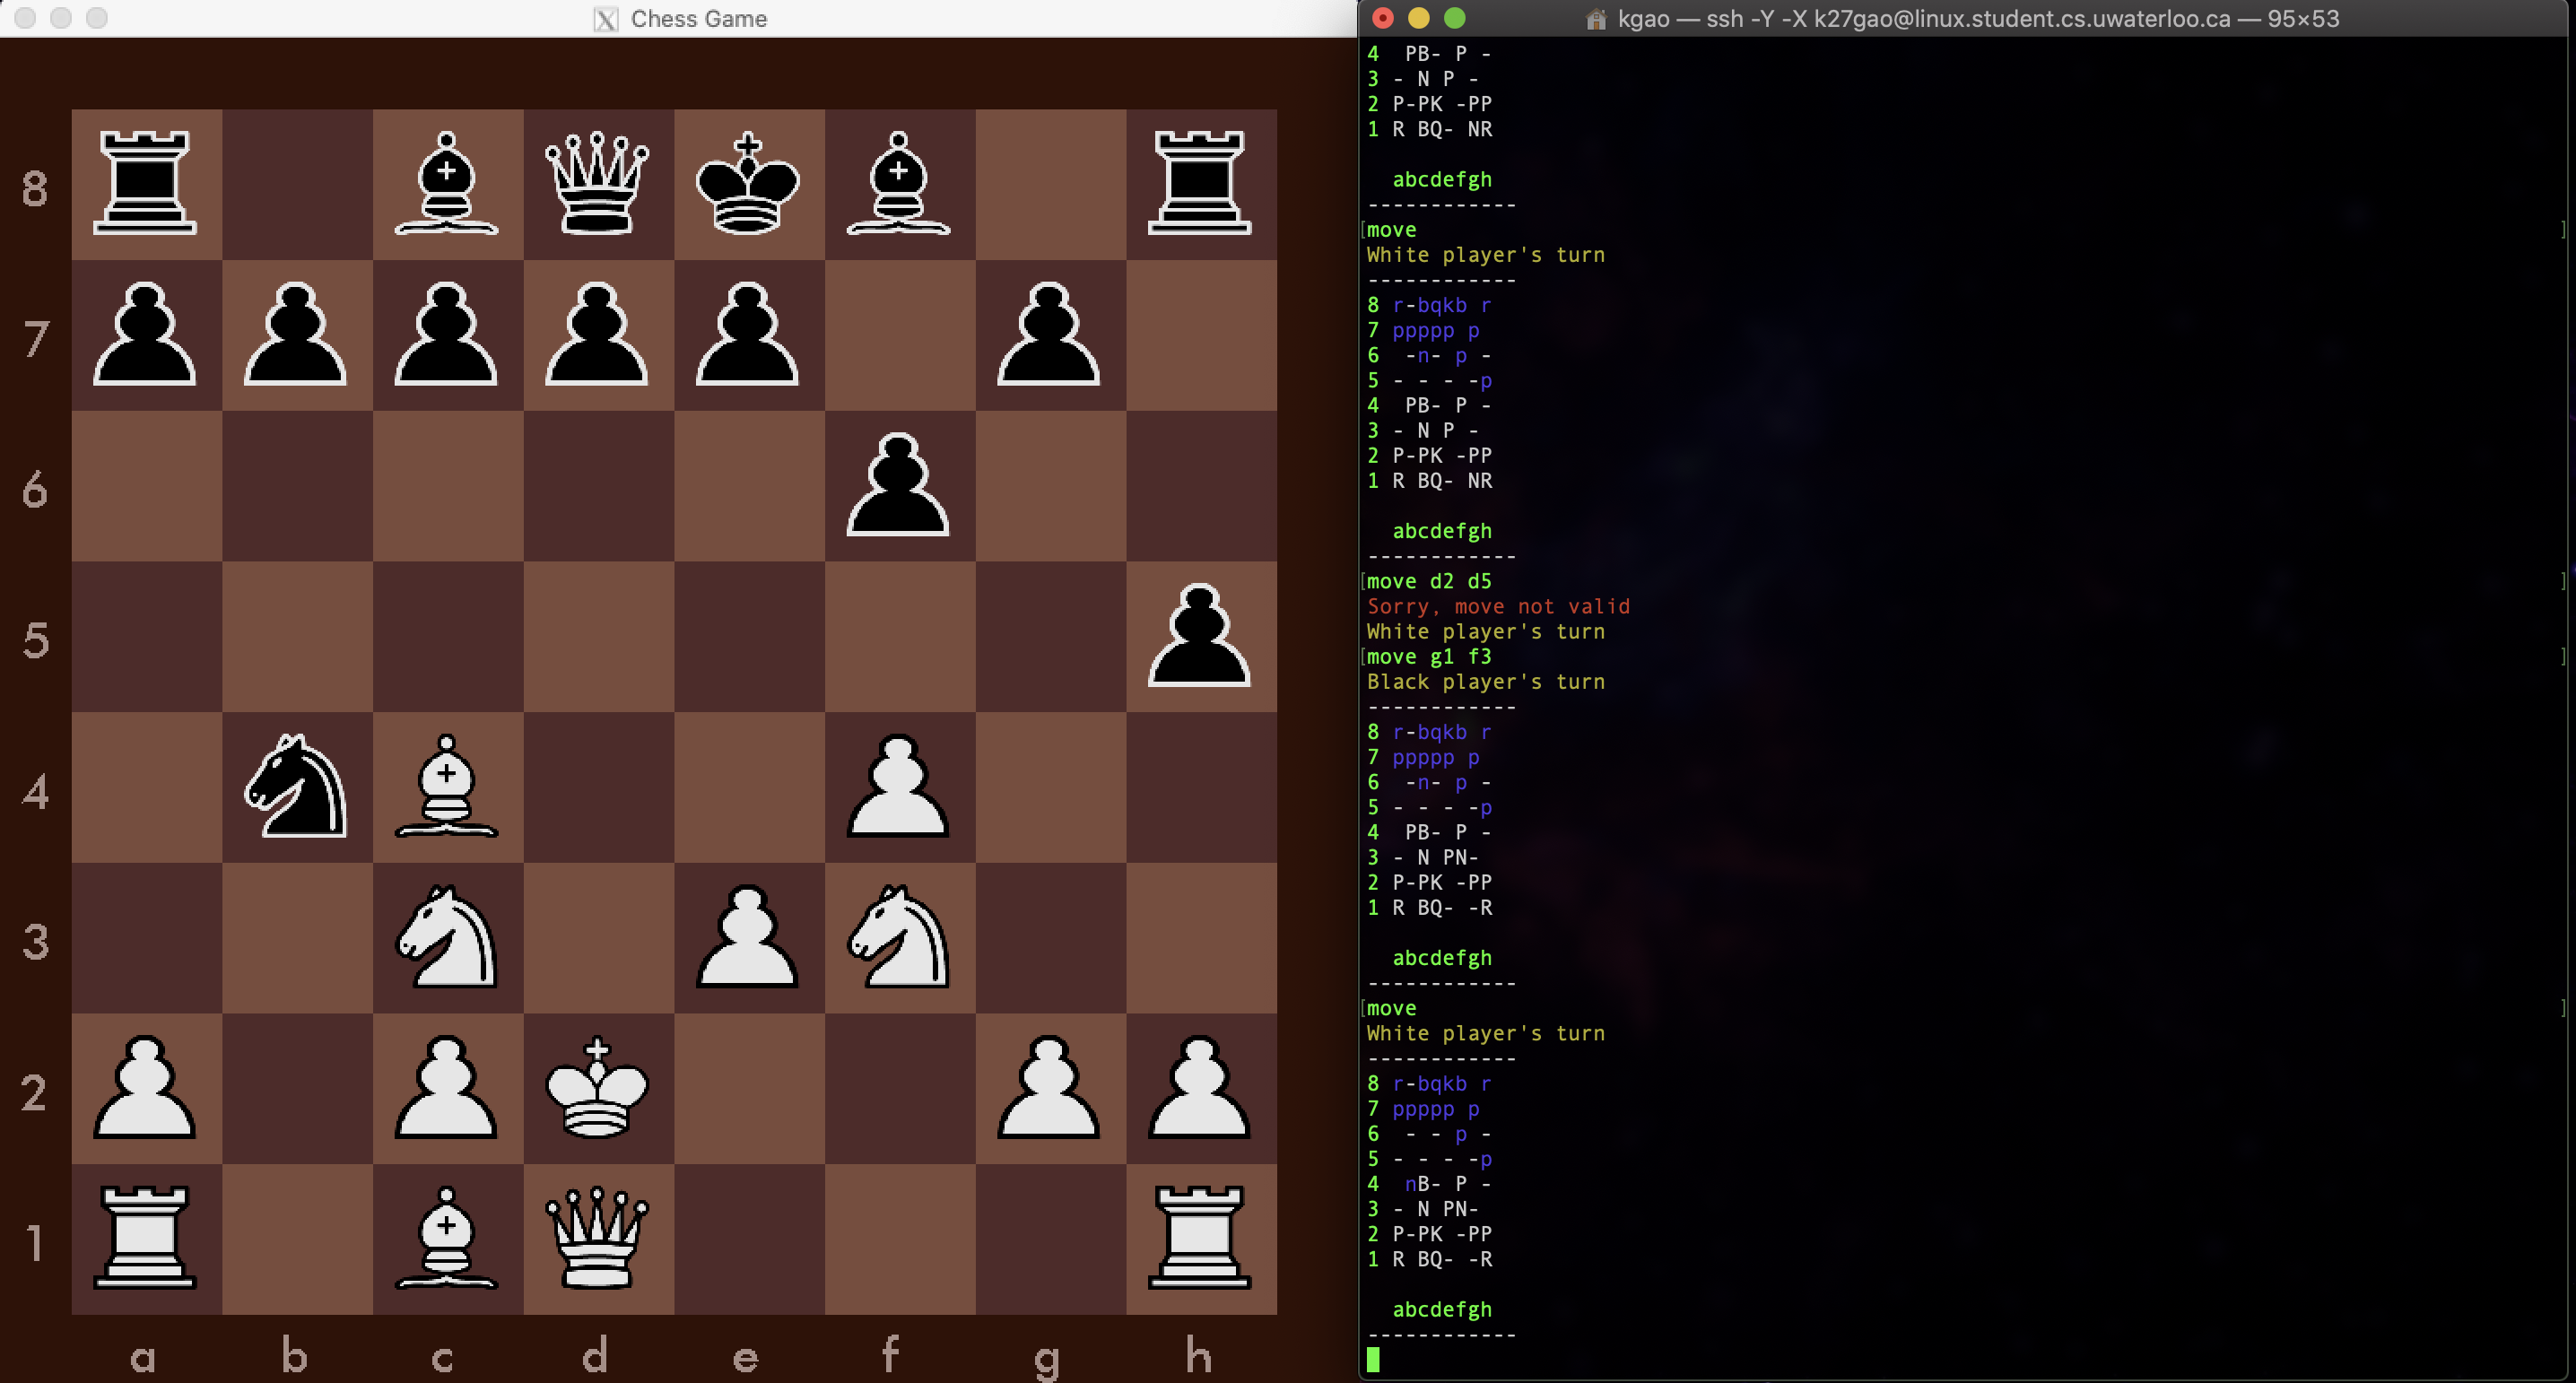 Chess Game
8
7
6
5
4
3
2
1
a b c d e f g h
kgao — ssh -Y -X k27gao@linux.student.cs.uwaterloo.ca — 95×53
4  PB- P -
3 - N P -
2 P-PK -PP
1 R BQ- NR
abcdefgh
------------
[move ]
White player's turn
------------
8 r-bqkb r
7 ppppp p
6  -n- p -
5 - - - -p
4  PB- P -
3 - N P -
2 P-PK -PP
1 R BQ- NR
abcdefgh
------------
[move d2 d5 ]
Sorry, move not valid
White player's turn
[move g1 f3 ]
Black player's turn
------------
8 r-bqkb r
7 ppppp p
6  -n- p -
5 - - - -p
4  PB- P -
3 - N PN-
2 P-PK -PP
1 R BQ- -R
abcdefgh
------------
[move ]
White player's turn
------------
8 r-bqkb r
7 ppppp p
6  - - p -
5 - - - -p
4  nB- P -
3 - N PN-
2 P-PK -PP
1 R BQ- -R
abcdefgh
------------